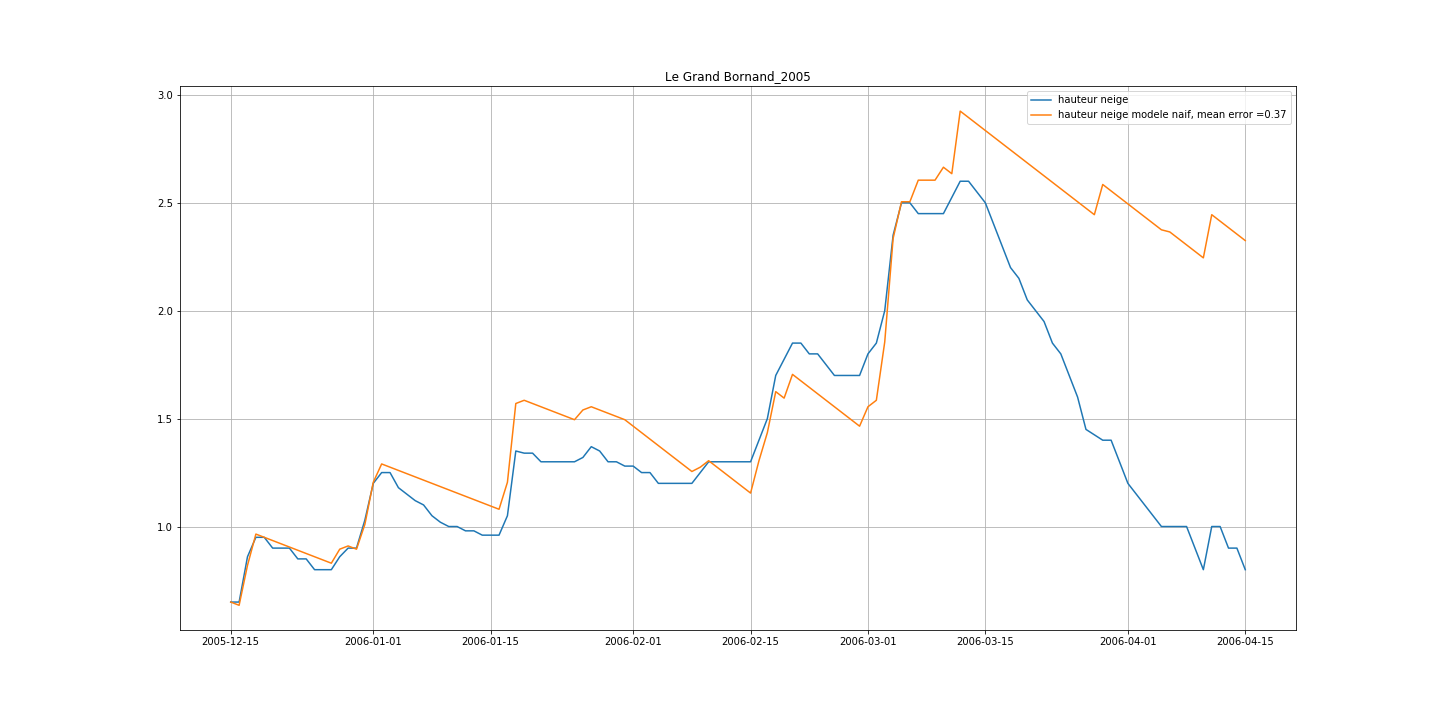 Le Grand Bornand_2005
hauteur neige
hauteur neige modele naif, mean error =0.37
3.0
2.5
2.0
1.5
1.0
2005-12-15 2006-01-01 2006-01-15 2006-02-01 2006-02-15 2006-03-01 2006-03-15 2006-04-01 2006-04-15